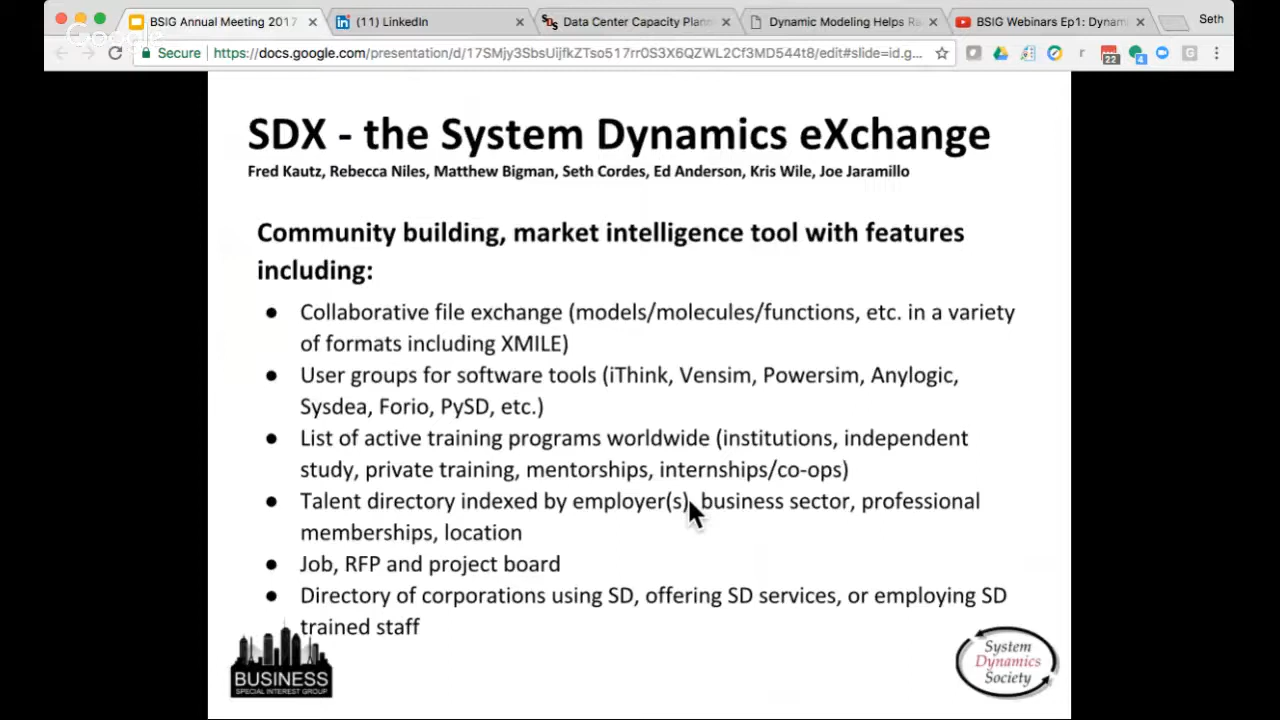 BSIG Annual Meeting 2017
(11) LinkedIn
Data Center Capacity Plann
Dynamic Modeling Helps R
BSIG Webinars Ep1: Dynam
Seth
Google
Secure
https://docs.google.com/presentation/d/17SMjy3SbsUijfkZTso517rr0S3X6QZWL2Cf3MD544t8/edit#slide=id.g...
22
4
SDX - the System Dynamics eXchange
Fred Kautz, Rebecca Niles, Matthew Bigman, Seth Cordes, Ed Anderson, Kris Wile, Joe Jaramillo
Community building, market intelligence tool with features
including:
● Collaborative file exchange (models/molecules/functions, etc. in a variety
of formats including XMILE)
● User groups for software tools (iThink, Vensim, Powersim, Anylogic,
Sysdea, Forio, PySD, etc.)
● List of active training programs worldwide (institutions, independent
study, private training, mentorships, internships/co-ops)
● Talent directory indexed by employer(s), business sector, professional
memberships, location
● Job, RFP and project board
● Directory of corporations using SD, offering SD services, or employing SD
trained staff
BUSINESS
SPECIAL INTEREST GROUP
System
Dynamics
Society